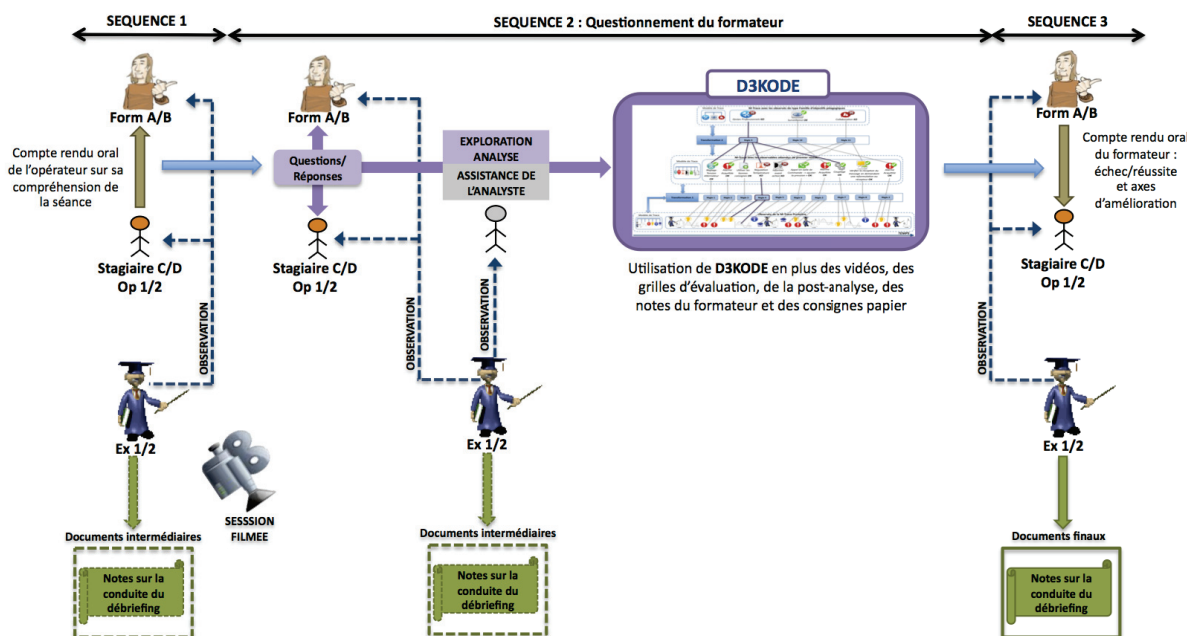 SEQUENCE 1
SEQUENCE 2 : Questionnement du formateur
SEQUENCE 3
Form A/B
Compte rendu oral
de l'opérateur sur sa
compréhension de
la séance
Stagiaire C/D
Op 1/2
OBSERVATION
Ex 1/2
SESSSION
FILMEE
Documents intermédiaires
Notes sur la
conduite du
débriefing
Form A/B
Questions/
Réponses
Stagiaire C/D
Op 1/2
EXPLORATION
ANALYSE
ASSISTANCE DE
L'ANALYSTE
OBSERVATION
OBSERVATION
Ex 1/2
Documents intermédiaires
Notes sur la
conduite du
débriefing
D3KODE
Utilisation de D3KODE en plus des vidéos, des
grilles d'évaluation, de la post-analyse, des
notes du formateur et des consignes papier
Form A/B
Compte rendu oral
du formateur :
échec/réussite
et axes
d'amélioration
Stagiaire C/D
Op 1/2
OBSERVATION
Ex 1/2
Documents finaux
Notes sur la
conduite du
débriefing